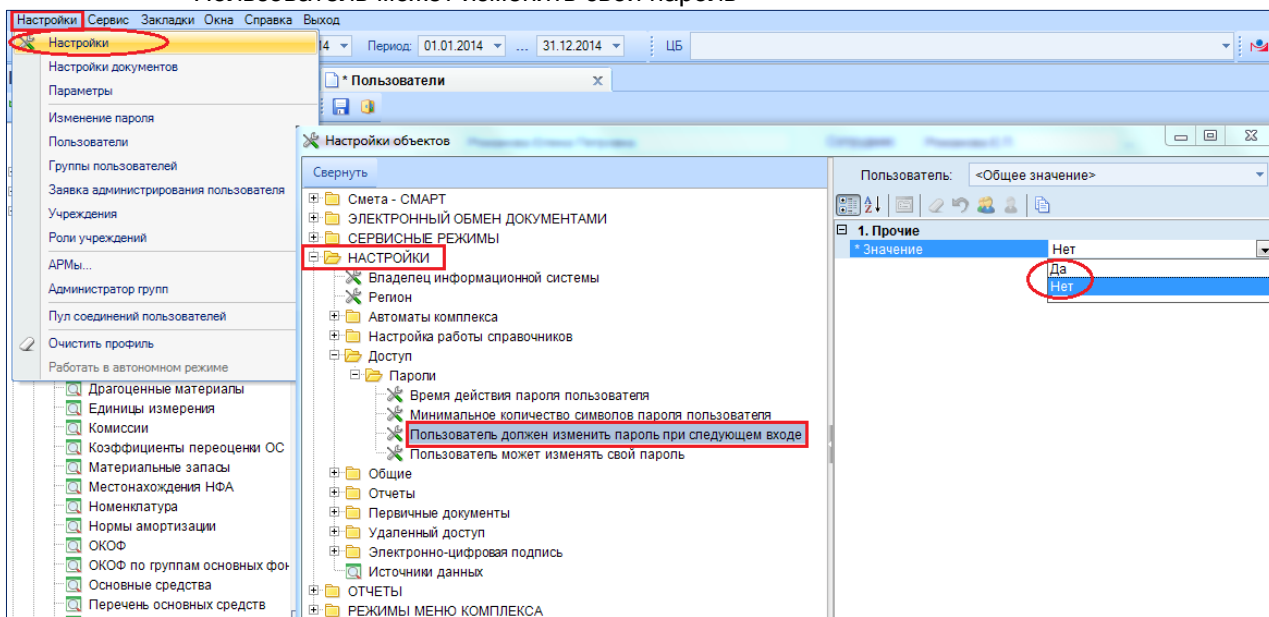 Пользователь может изменять свой пароль
Настройки Сервис Закладки Окна Справка Выход
Настройки
Настройки документов
Параметры
Изменение пароля
Пользователи
Группы пользователей
Заявка администрирования пользователя
Учреждения
Роли учреждений
АРМы...
Администратор групп
Пул соединений пользователей
Очистить профиль
Работать в автономном режиме
14 Период: 01.01.2014 ... 31.12.2014 ЦБ
* Пользователи x
Настройки объектов
Свернуть
Смета - СМАРТ
ЭЛЕКТРОННЫЙ ОБМЕН ДОКУМЕНТАМИ
СЕРВИСНЫЕ РЕЖИМЫ
НАСТРОЙКИ
Владелец информационной системы
Регион
Автоматы комплекса
Настройка работы справочников
Доступ
Пароли
Время действия пароля пользователя
Минимальное количество символов пароля пользователя
Пользователь должен изменить пароль при следующем входе
Пользователь может изменять свой пароль
Общие
Отчеты
Первичные документы
Удаленный доступ
Электронно-цифровая подпись
Источники данных
ОТЧЕТЫ
РЕЖИМЫ МЕНЮ КОМПЛЕКСА
Пользователь: <Общее значение>
1. Прочие
* Значение Нет
Да
Нет
Драгоценные материалы
Единицы измерения
Комиссии
Коэффициенты переоценки ОС
Материальные запасы
Местонахождения НФА
Номенклатура
Нормы амортизации
ОКОФ
ОКОФ по группам основных фон
Основные средства
Перечень основных средств